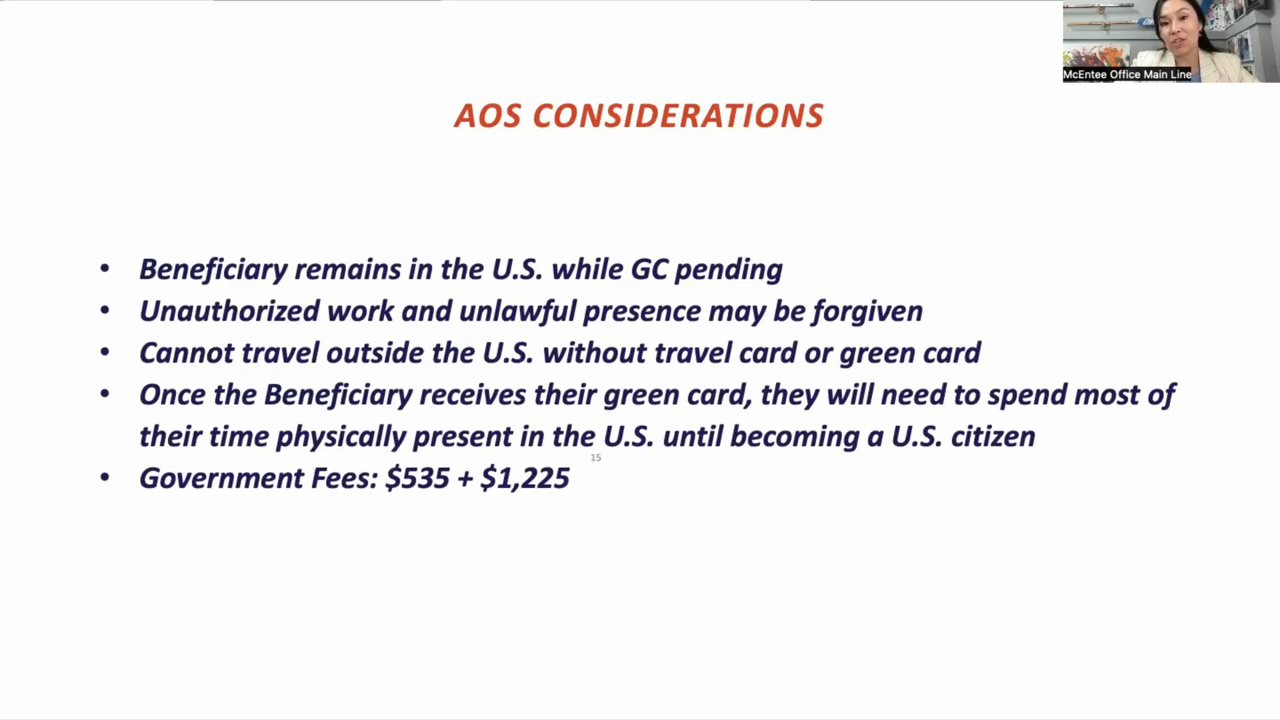 McEntee Office Main Line
AOS CONSIDERATIONS
• Beneficiary remains in the U.S. while GC pending
• Unauthorized work and unlawful presence may be forgiven
• Cannot travel outside the U.S. without travel card or green card
• Once the Beneficiary receives their green card, they will need to spend most of
their time physically present in the U.S. until becoming a U.S. citizen
15
• Government Fees: $535 + $1,225